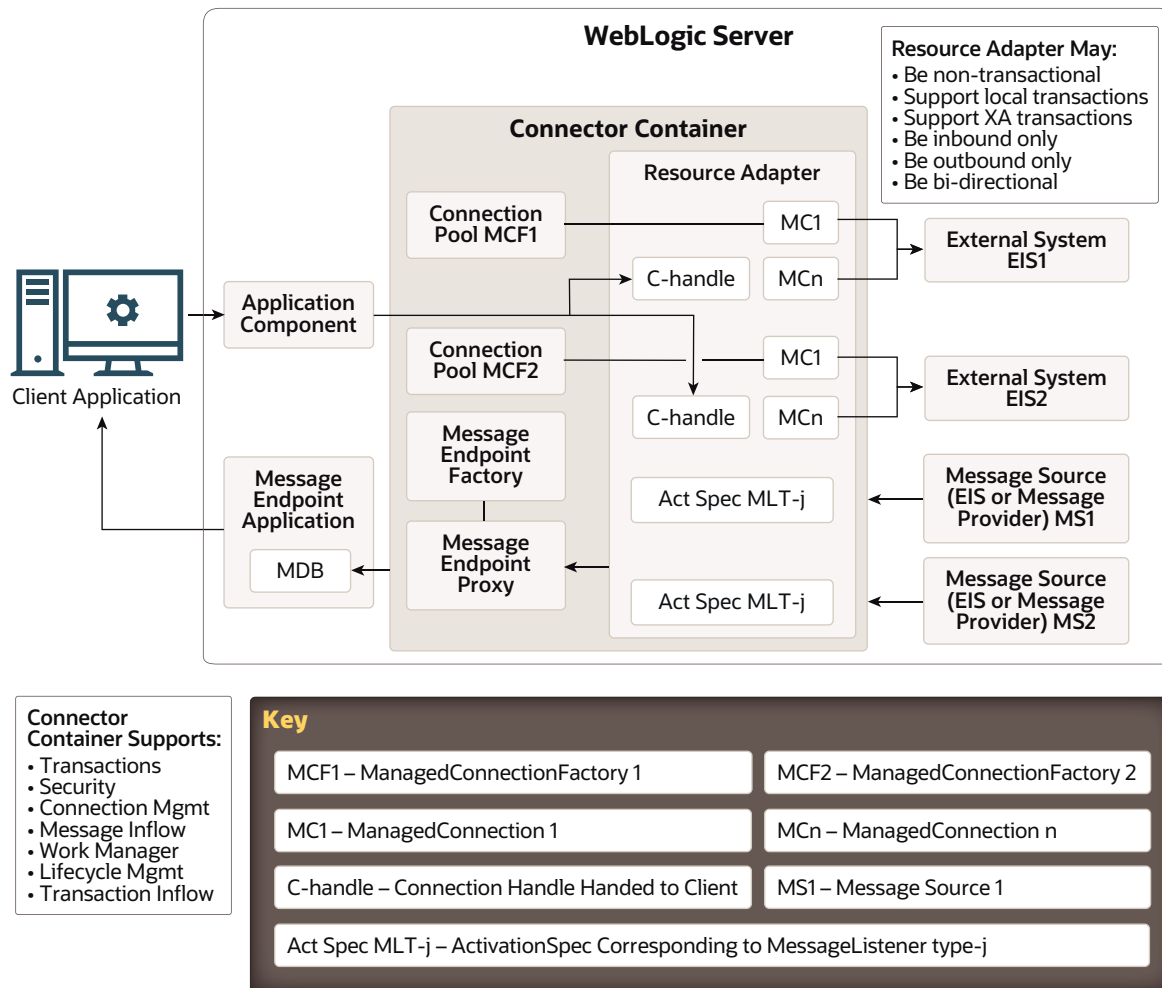 WebLogic Server
Resource Adapter May:
• Be non-transactional
• Support local transactions
• Support XA transactions
• Be inbound only
• Be outbound only
• Be bi-directional
Connector Container
Resource Adapter
Connection
Pool MCF1
MC1
External System
EIS1
C-handle
MCn
Application
Component
Client Application
Connection
Pool MCF2
MC1
External System
EIS2
C-handle
MCn
Message
Endpoint
Factory
Message
Endpoint
Application
MDB
Act Spec MLT-j
Message Source
(EIS or Message
Provider) MS1
Message
Endpoint
Proxy
Act Spec MLT-j
Message Source
(EIS or Message
Provider) MS2
Connector
Container Supports:
• Transactions
• Security
• Connection Mgmt
• Message Inflow
• Work Manager
• Lifecycle Mgmt
• Transaction Inflow
Key
MCF1 – ManagedConnectionFactory 1
MCF2 – ManagedConnectionFactory 2
MC1 – ManagedConnection 1
MCn – ManagedConnection n
C-handle – Connection Handle Handed to Client
MS1 – Message Source 1
Act Spec MLT-j – ActivationSpec Corresponding to MessageListener type-j